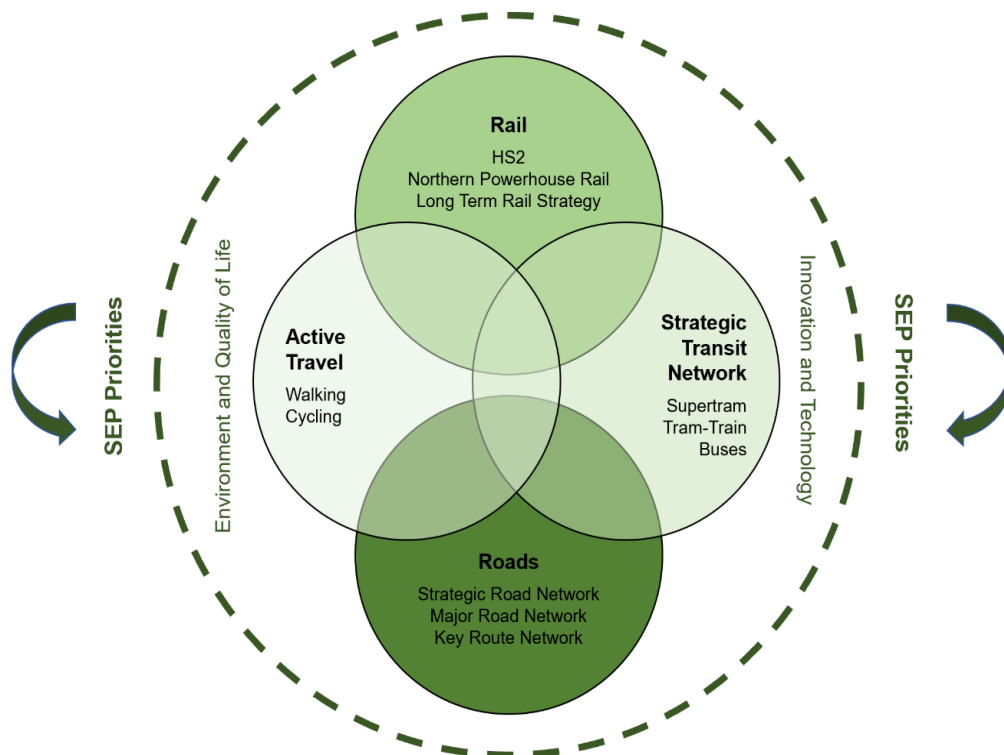 Rail
HS2
Northern Powerhouse Rail
Long Term Rail Strategy
SEP Priorities
Environment and Quality of Life
Active
Travel
Walking
Cycling
Strategic
Transit
Network
Supertram
Tram-Train
Buses
Innovation and Technology
SEP Priorities
Roads
Strategic Road Network
Major Road Network
Key Route Network